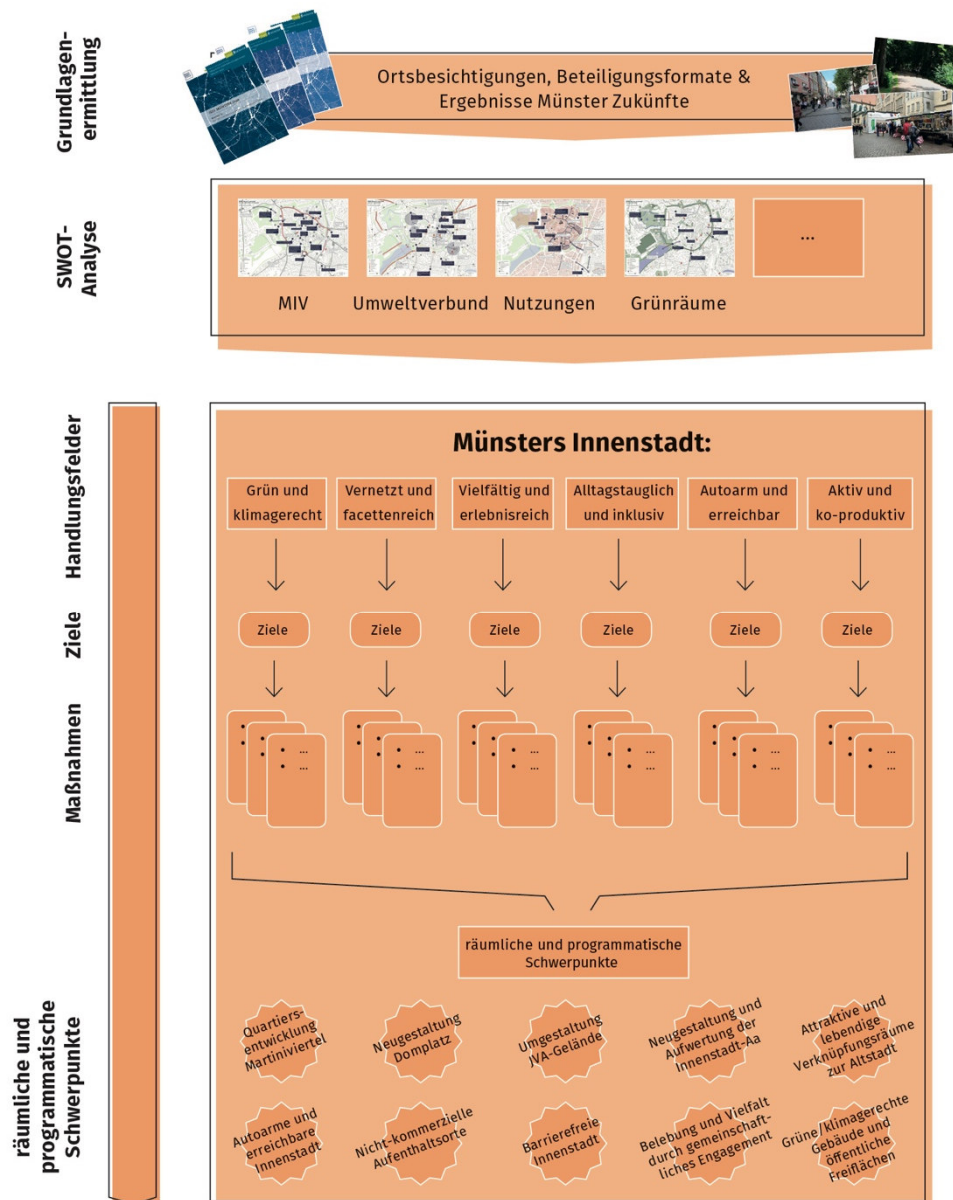 Grundlagen-
ermittlung
Ortsbesichtigungen, Beteiligungsformate &
Ergebnisse Münster Zukünfte
SWOT-
Analyse
MIV
Umweltverbund
Nutzungen
Grünräume
...
Handlungsfelder
Münsters Innenstadt:
Grün und
klimagerecht
Vernetzt und
facettenreich
Vielfältig und
erlebnisreich
Alltagstauglich
und inklusiv
Autoarm und
erreichbar
Aktiv und
ko-produktiv
Ziele
Ziele
Ziele
Ziele
Ziele
Ziele
Ziele
Maßnahmen
• ...
• ...
• ...
• ...
• ...
• ...
• ...
• ...
• ...
• ...
• ...
• ...
räumliche und programmatische
Schwerpunkte
räumliche und
programmatische
Schwerpunkte
Quartiers-
entwicklung
Martiniviertel
Neugestaltung
Domplatz
Umgestaltung
JVA-Gelände
Neugestaltung und
Aufwertung der
Innenstadt-Aa
Attraktive und
lebendige
Verknüpfungsräume
zur Altstadt
Autoarme und
erreichbare
Innenstadt
Nicht-kommerzielle
Aufenthaltsorte
Barrierefreie
Innenstadt
Belebung und Vielfalt
durch gemeinschaft-
liches Engagement
Grüne/klimagerechte
Gebäude und
öffentliche
Freiflächen